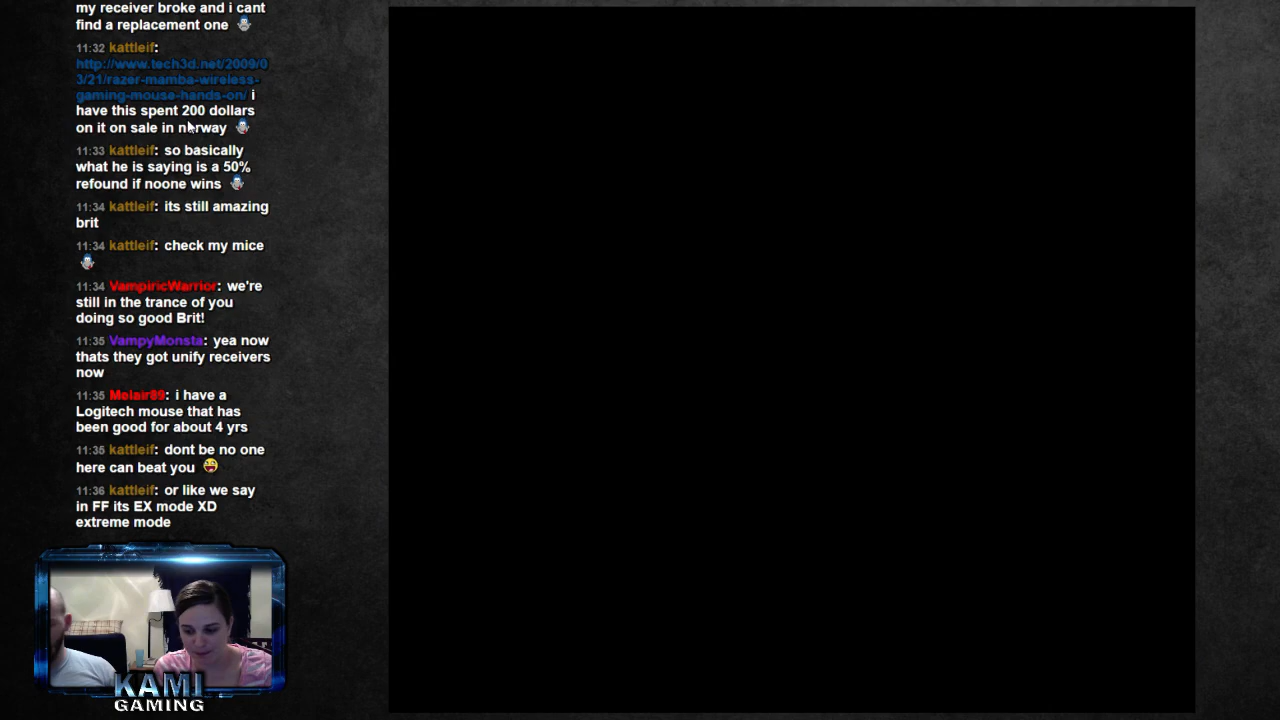 my receiver broke and i cant
find a replacement one
11:32 kattleif:
http://www.tech3d.net/2009/0
3/21/razer-mamba-wireless-
gaming-mouse-hands-on/ i
have this spent 200 dollars
on it on sale in norway
11:33 kattleif: so basically
what he is saying is a 50%
refound if noone wins
11:34 kattleif: its still amazing
brit
11:34 kattleif: check my mice
11:34 VampiricWarrior: we're
still in the trance of you
doing so good Brit!
11:35 VampyMonsta: yea now
thats they got unify receivers
now
11:35 Melair89: i have a
Logitech mouse that has
been good for about 4 yrs
11:35 kattleif: dont be no one
here can beat you
11:36 kattleif: or like we say
in FF its EX mode XD
extreme mode
KAMI
GAMING